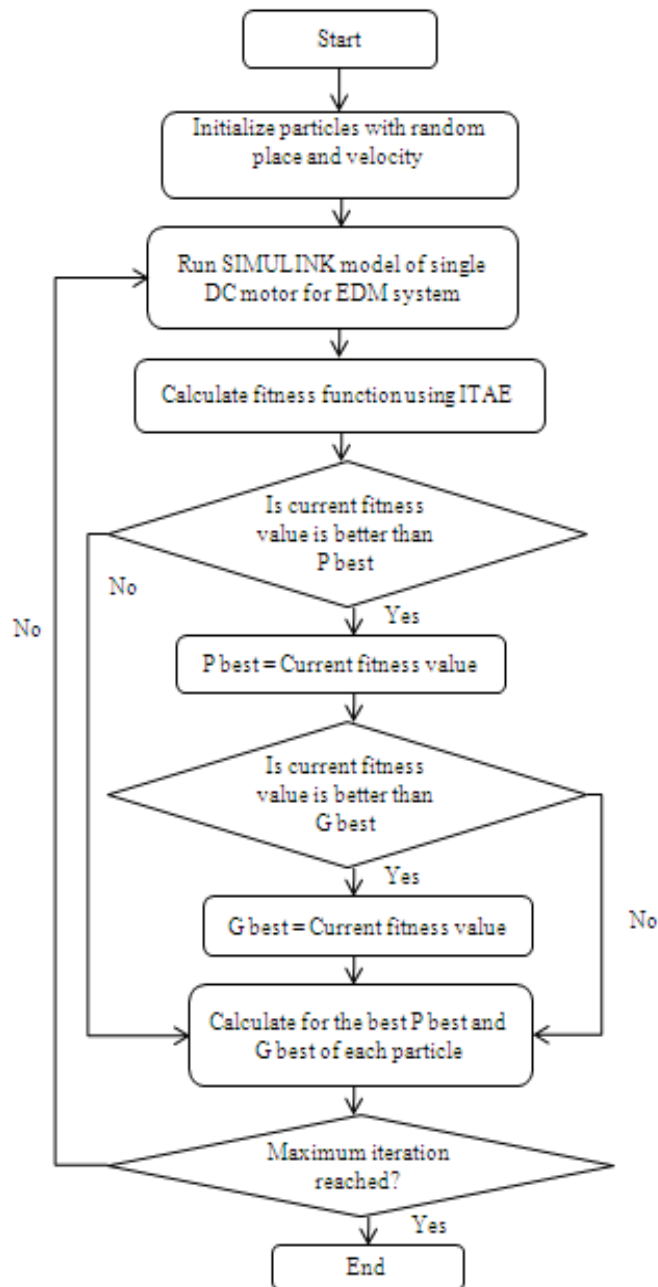 Start
Initialize particles with random
place and velocity
Run SIMULINK model of single
DC motor for EDM system
Calculate fitness function using ITAE
Is current fitness
value is better than
P best
No
No
Yes
P best = Current fitness value
Is current fitness
value is better than
G best
Yes
G best = Current fitness value
No
Calculate for the best P best and
G best of each particle
Maximum iteration
reached?
Yes
End